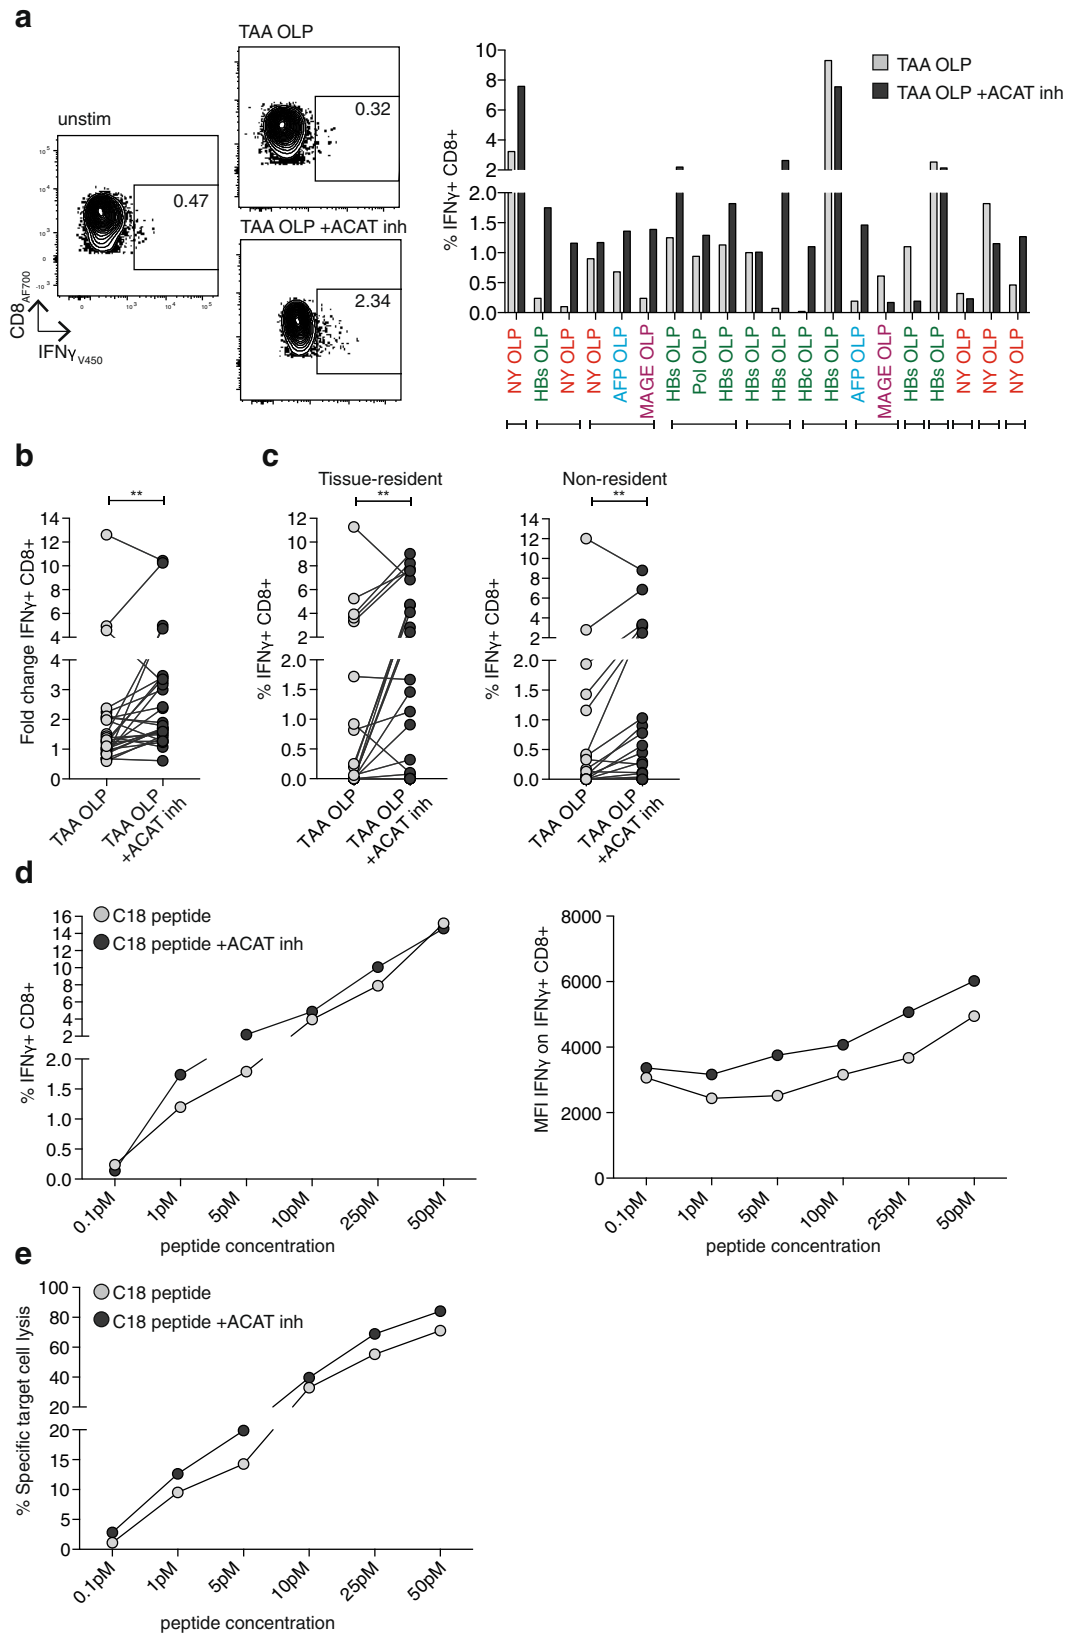 a
TAA OLP
0.32
unstim
0.47
10⁵
10⁴
10³
0
-10³
0
10³
10⁴
10⁵
CD8AF700
IFNγV450
TAA OLP +ACAT inh
2.34
% IFNγ+ CD8+
10
8
6
4
2
2.0
1.5
1.0
0.5
0.0
TAA OLP
TAA OLP +ACAT inh
NY OLP
HBs OLP
NY OLP
NY OLP
AFP OLP
MAGE OLP
HBs OLP
Pol OLP
HBs OLP
HBs OLP
HBs OLP
HBc OLP
HBs OLP
AFP OLP
MAGE OLP
HBs OLP
HBs OLP
NY OLP
NY OLP
NY OLP
b
**
Fold change IFNγ+ CD8+
14
12
10
8
6
4
4
3
2
1
0
TAA OLP
TAA OLP
+ACAT inh
c
Tissue-resident
**
% IFNγ+ CD8+
12
10
8
6
4
2
2.0
1.5
1.0
0.5
0.0
TAA OLP
TAA OLP
+ACAT inh
Non-resident
**
% IFNγ+ CD8+
14
12
10
8
6
4
2
2.0
1.5
1.0
0.5
0.0
TAA OLP
TAA OLP
+ACAT inh
d
C18 peptide
C18 peptide +ACAT inh
% IFNγ+ CD8+
16
14
12
10
8
6
4
2
2.0
1.5
1.0
0.5
0.0
0.1pM
1pM
5pM
10pM
25pM
50pM
peptide concentration
MFI IFNγ on IFNγ+ CD8+
8000
6000
4000
2000
0
0.1pM
1pM
5pM
10pM
25pM
50pM
peptide concentration
e
C18 peptide
C18 peptide +ACAT inh
% Specific target cell lysis
100
80
60
40
20
20
15
10
5
0
0.1pM
1pM
5pM
10pM
25pM
50pM
peptide concentration